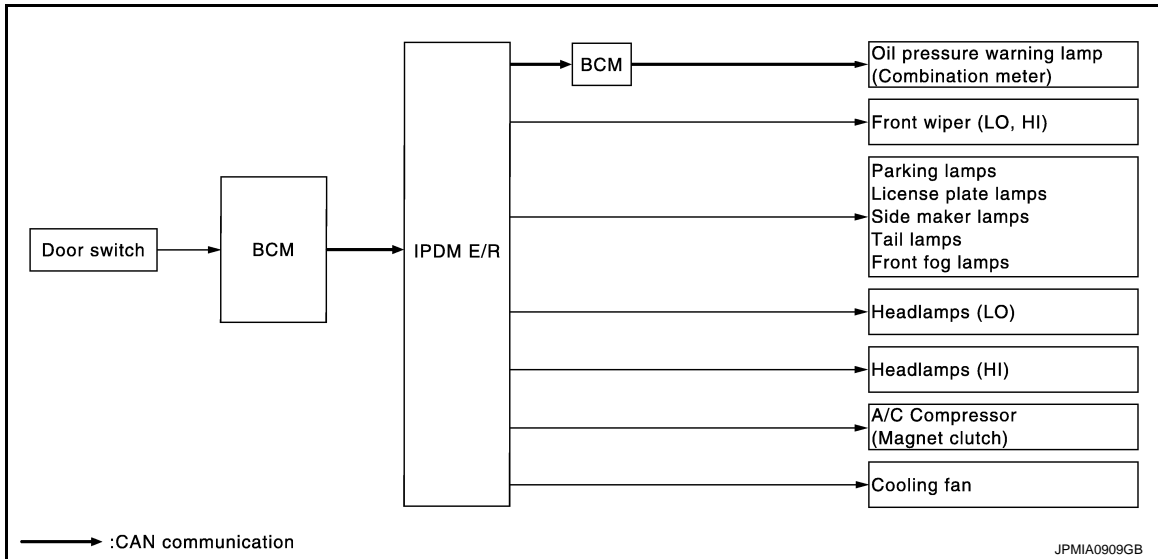 Door switch
BCM
IPDM E/R
BCM
Oil pressure warning lamp
(Combination meter)
Front wiper (LO, HI)
Parking lamps
License plate lamps
Side maker lamps
Tail lamps
Front fog lamps
Headlamps (LO)
Headlamps (HI)
A/C Compressor
(Magnet clutch)
Cooling fan
:CAN communication
JPMIA0909GB